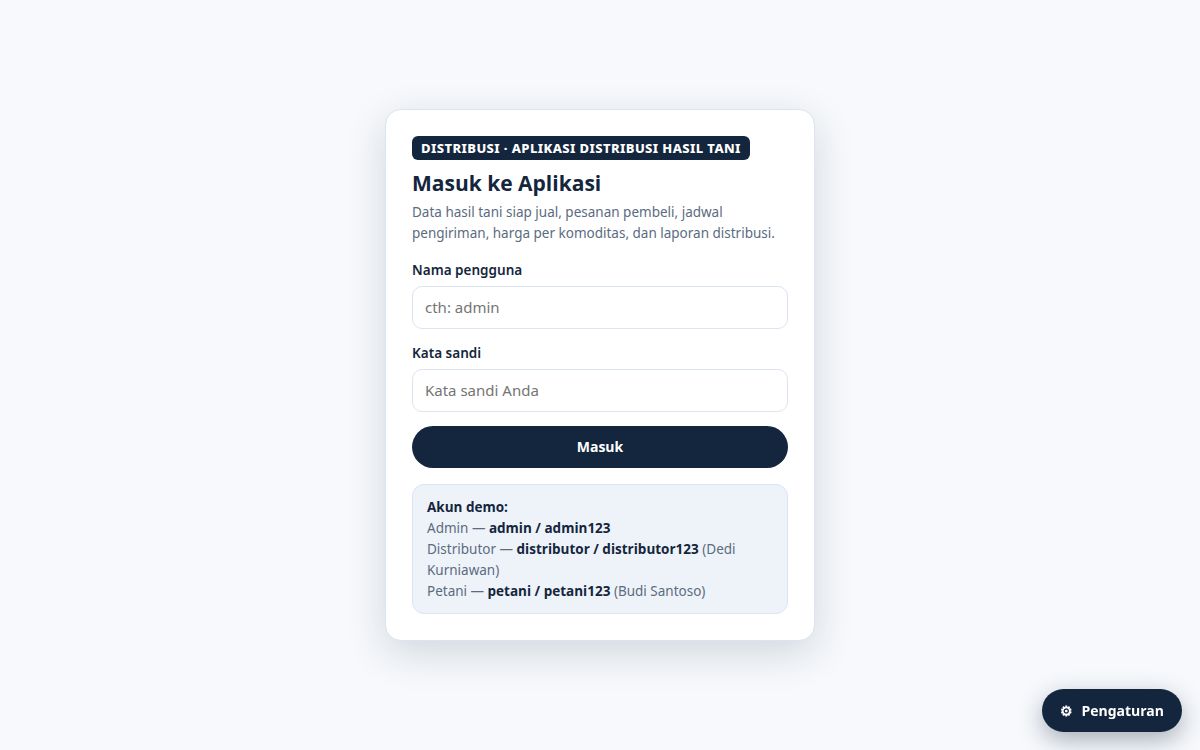 DISTRIBUSI · APLIKASI DISTRIBUSI HASIL TANI
Masuk ke Aplikasi
Data hasil tani siap jual, pesanan pembeli, jadwal
pengiriman, harga per komoditas, dan laporan distribusi.
Nama pengguna
cth: admin
Kata sandi
Kata sandi Anda
Masuk
Akun demo:
Admin — admin / admin123
Distributor — distributor / distributor123 (Dedi
Kurniawan)
Petani — petani / petani123 (Budi Santoso)
⚙ Pengaturan